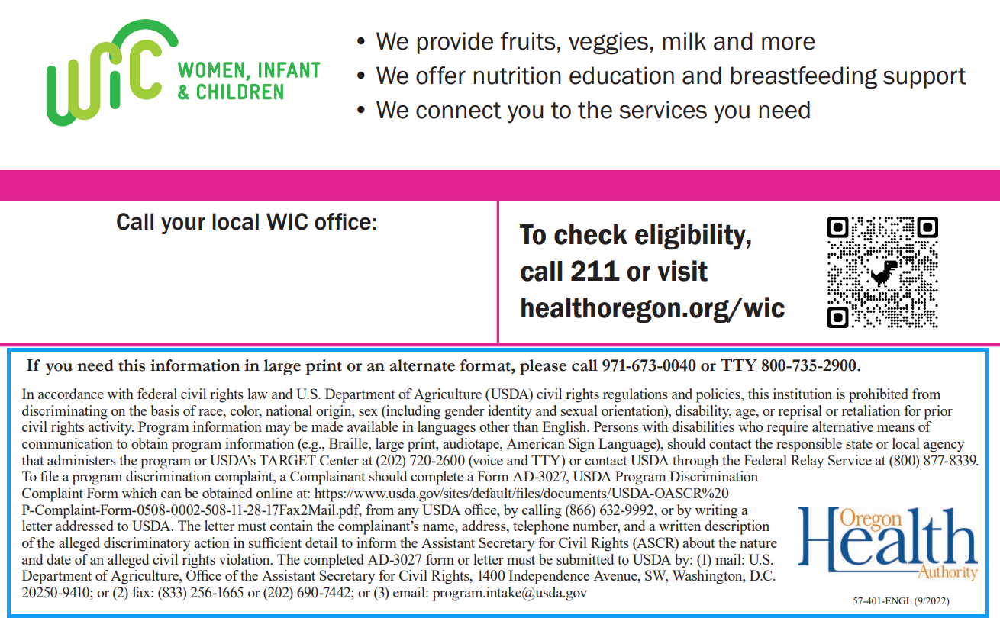 WiC WOMEN, INFANT
& CHILDREN
• We provide fruits, veggies, milk and more
• We offer nutrition education and breastfeeding support
• We connect you to the services you need
Call your local WIC office:
To check eligibility,
call 211 or visit
healthoregon.org/wic
If you need this information in large print or an alternate format, please call 971-673-0040 or TTY 800-735-2900.
In accordance with federal civil rights law and U.S. Department of Agriculture (USDA) civil rights regulations and policies, this institution is prohibited from
discriminating on the basis of race, color, national origin, sex (including gender identity and sexual orientation), disability, age, or reprisal or retaliation for prior
civil rights activity. Program information may be made available in languages other than English. Persons with disabilities who require alternative means of
communication to obtain program information (e.g., Braille, large print, audiotape, American Sign Language), should contact the responsible state or local agency
that administers the program or USDA’s TARGET Center at (202) 720-2600 (voice and TTY) or contact USDA through the Federal Relay Service at (800) 877-8339.
To file a program discrimination complaint, a Complainant should complete a Form AD-3027, USDA Program Discrimination
Complaint Form which can be obtained online at: https://www.usda.gov/sites/default/files/documents/USDA-OASCR%20
P-Complaint-Form-0508-0002-508-11-28-17Fax2Mail.pdf, from any USDA office, by calling (866) 632-9992, or by writing a
letter addressed to USDA. The letter must contain the complainant’s name, address, telephone number, and a written description
of the alleged discriminatory action in sufficient detail to inform the Assistant Secretary for Civil Rights (ASCR) about the nature
and date of an alleged civil rights violation. The completed AD-3027 form or letter must be submitted to USDA by: (1) mail: U.S.
Department of Agriculture, Office of the Assistant Secretary for Civil Rights, 1400 Independence Avenue, SW, Washington, D.C.
20250-9410; or (2) fax: (833) 256-1665 or (202) 690-7442; or (3) email: program.intake@usda.gov
Oregon
Health
Authority
57-401-ENGL (9/2022)